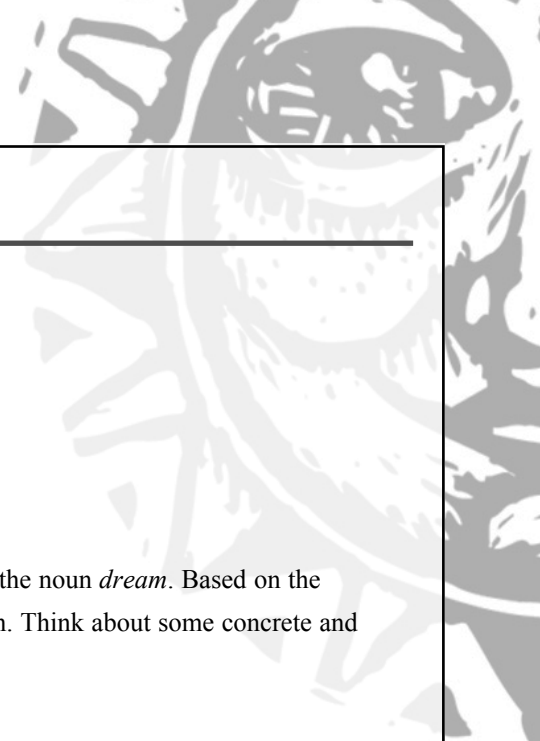 the noun dream. Based on the
. Think about some concrete and